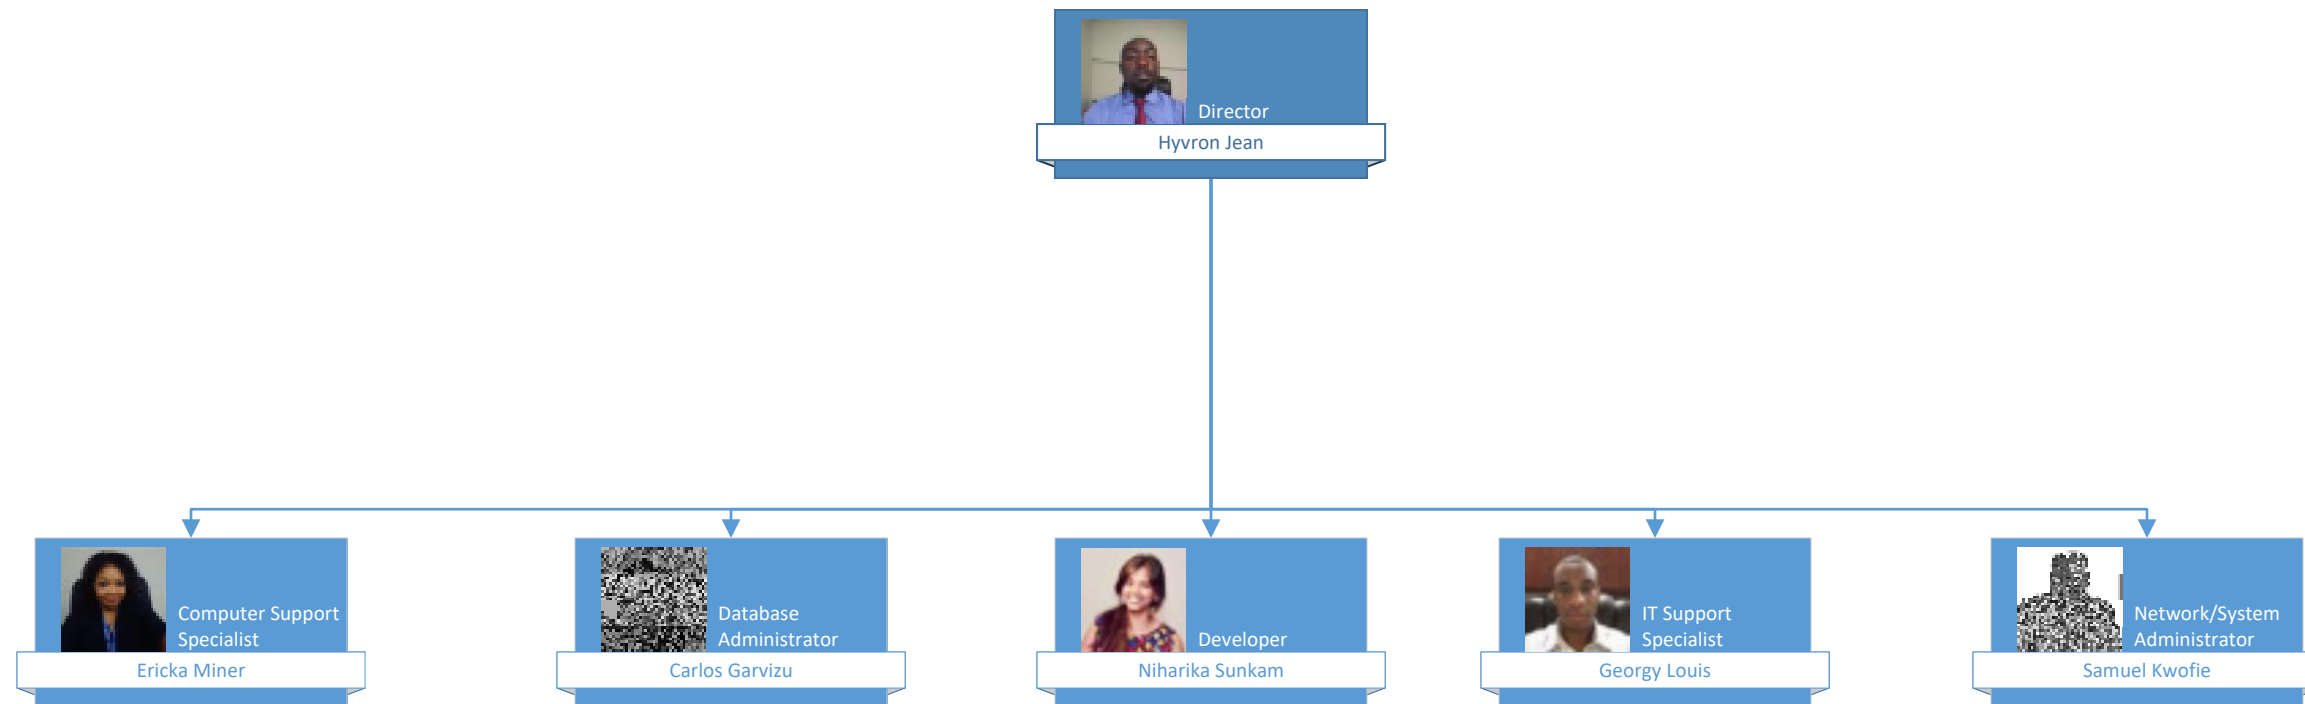 Director
Hyvron Jean
Computer Support
Specialist
Ericka Miner
Database
Administrator
Carlos Garvizu
Developer
Niharika Sunkam
IT Support
Specialist
Georgy Louis
Network/System
Administrator
Samuel Kwofie